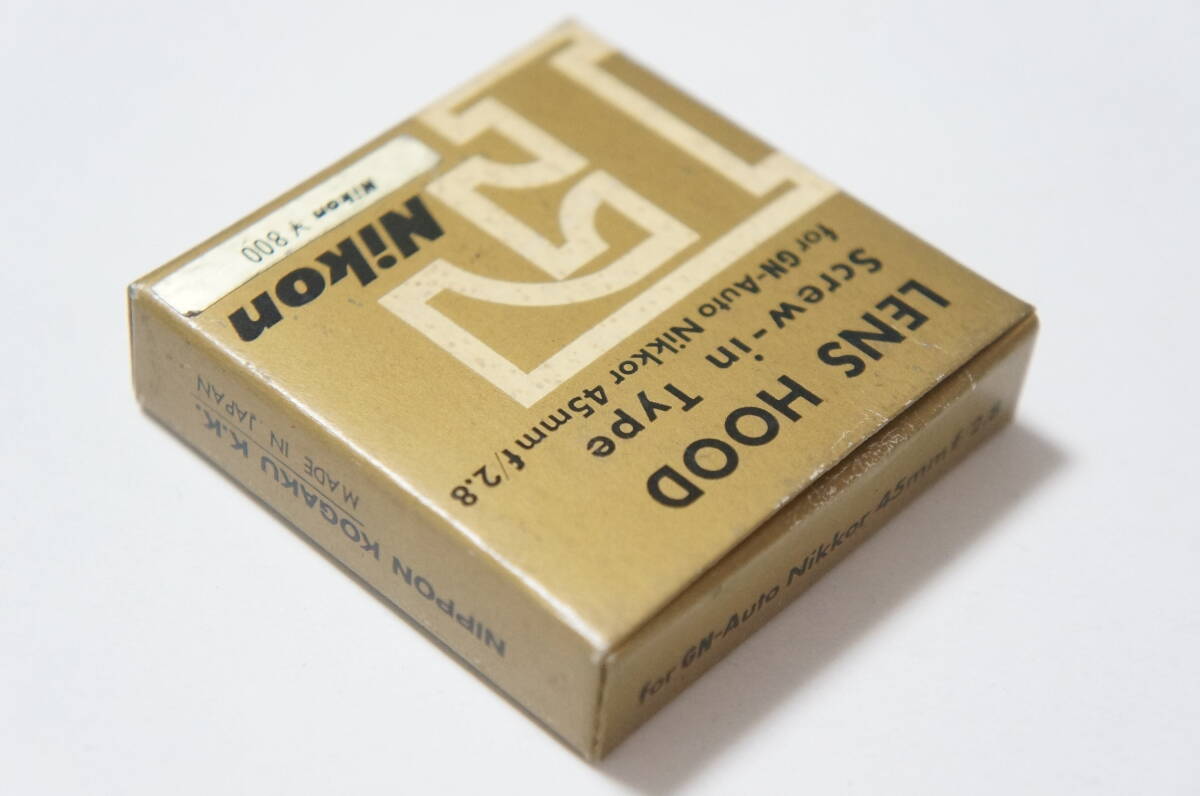 LENS HOOD
Screw-in Type
for GN-Auto Nikkor 45mm f/2.8
Nikon
Nikon ¥800
NIPPON KOGAKU K.K.
MADE IN JAPAN
for GN-Auto Nikkor 45mm f 2.8